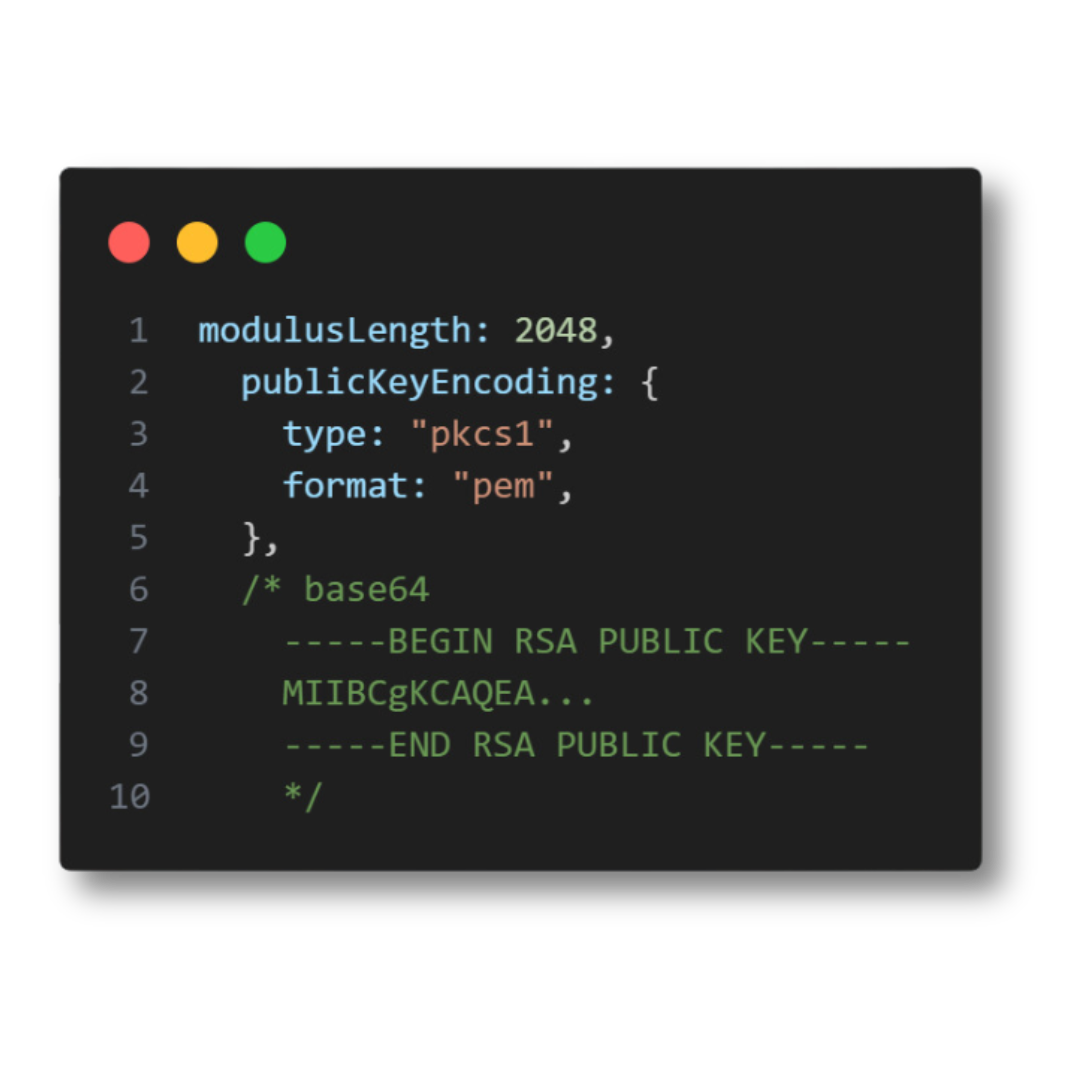 1 modulusLength: 2048,
2 publicKeyEncoding: {
3 type: "pkcs1",
4 format: "pem",
5 },
6 /* base64
7 -----BEGIN RSA PUBLIC KEY-----
8 MIIBCgKCAQEA...
9 -----END RSA PUBLIC KEY-----
10 */